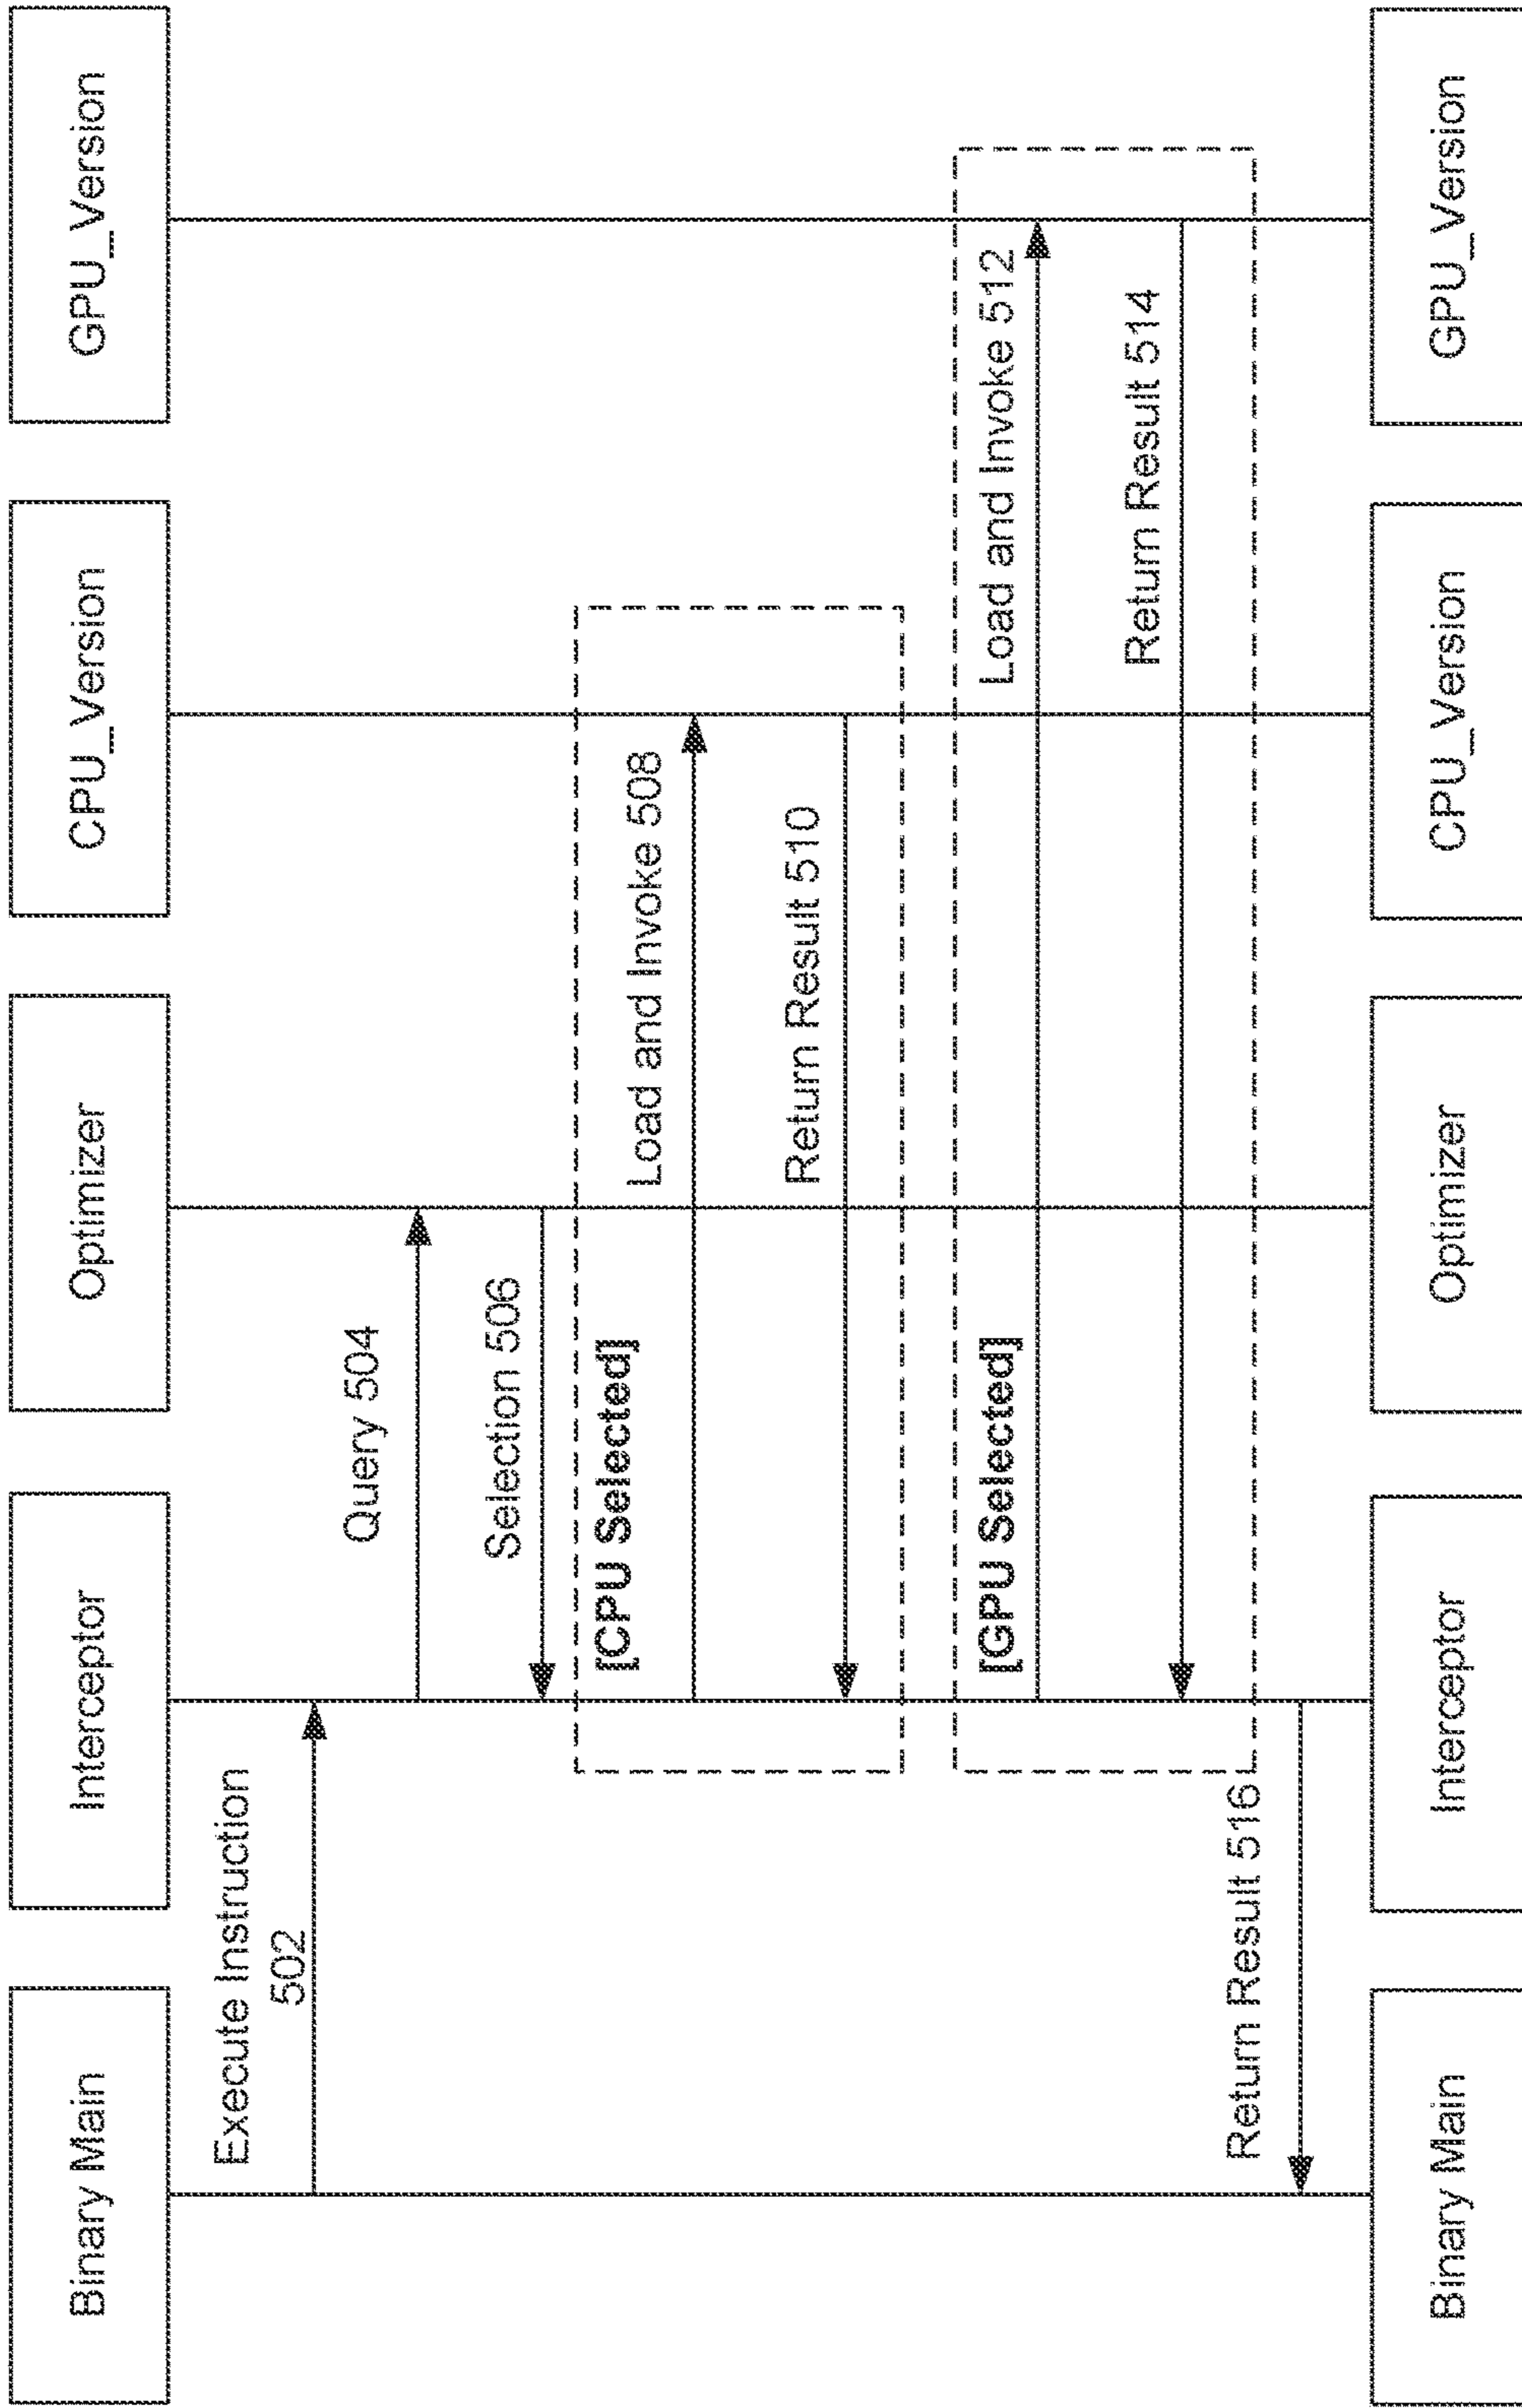 Binary Main
Interceptor
Optimizer
CPU_Version
GPU_Version
Execute Instruction
502
Query 504
Selection 506
[CPU Selected]
Load and Invoke 508
Return Result 510
[GPU Selected]
Load and Invoke 512
Return Result 514
Return Result 516
Binary Main
Interceptor
Optimizer
CPU_Version
GPU_Version